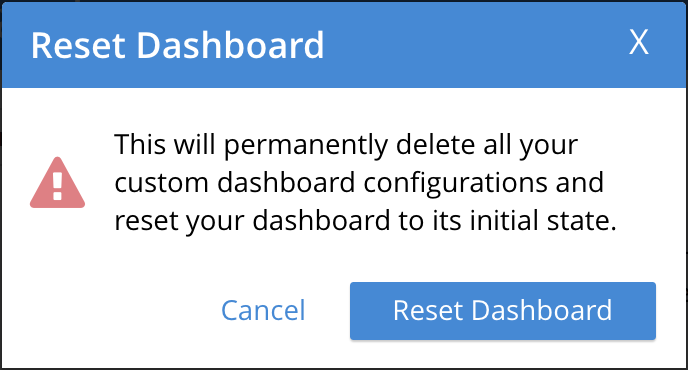 Reset Dashboard
X
This will permanently delete all your
custom dashboard configurations and
reset your dashboard to its initial state.
Cancel
Reset Dashboard